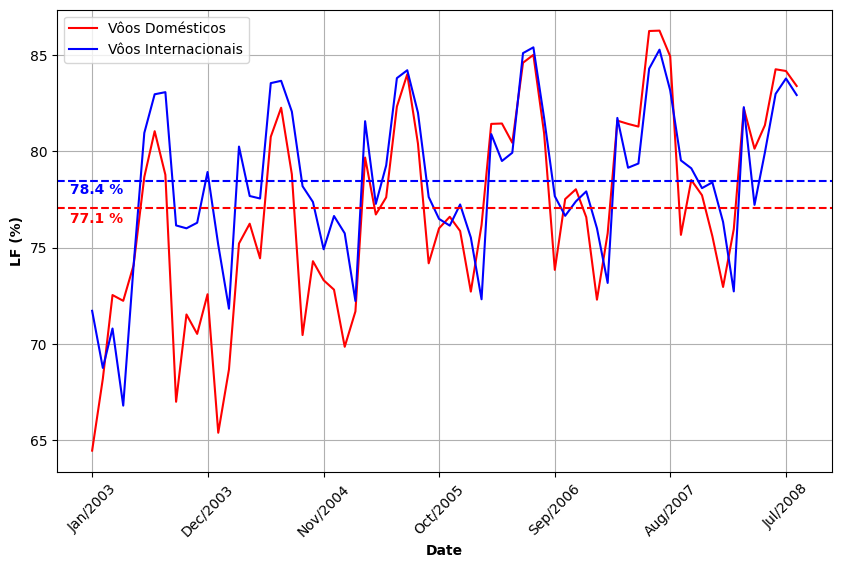 Vôos Domésticos
Vôos Internacionais
85
80
75
70
65
LF (%)
78.4 %
77.1 %
Jan/2003
Dec/2003
Nov/2004
Oct/2005
Sep/2006
Aug/2007
Jul/2008
Date